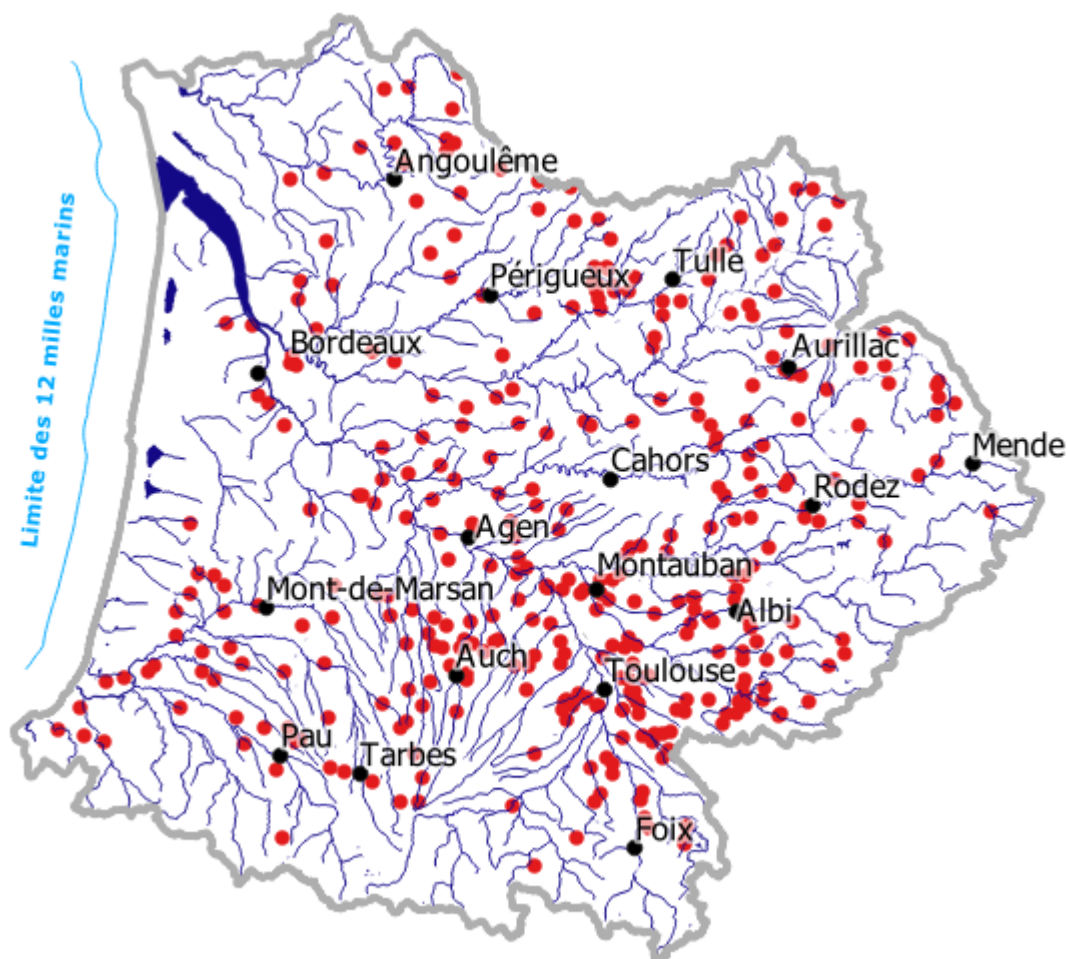 Limite des 12 milles marins
Angoulême
Périgueux
Tulle
Bordeaux
Aurillac
Cahors
Mende
Rodez
Agen
Montauban
Mont-de-Marsan
Albi
Auch
Toulouse
Pau
Tarbes
Foix